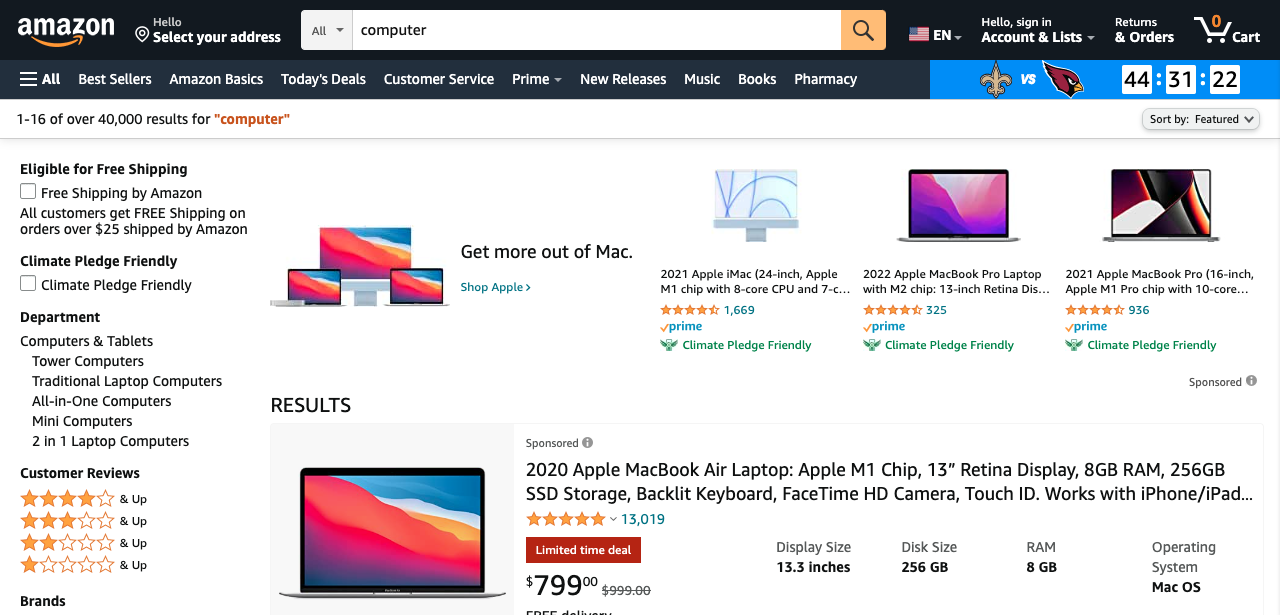 amazon
Hello
Select your address
All
computer
EN
Hello, sign in
Account & Lists
Returns
& Orders
0
Cart
All
Best Sellers
Amazon Basics
Today's Deals
Customer Service
Prime
New Releases
Music
Books
Pharmacy
VS
44:31:22
1-16 of over 40,000 results for "computer"
Sort by: Featured
Eligible for Free Shipping
Free Shipping by Amazon
All customers get FREE Shipping on
orders over $25 shipped by Amazon
Climate Pledge Friendly
Climate Pledge Friendly
Department
Computers & Tablets
Tower Computers
Traditional Laptop Computers
All-in-One Computers
Mini Computers
2 in 1 Laptop Computers
Customer Reviews
& Up
& Up
& Up
& Up
Brands
Get more out of Mac.
Shop Apple ›
2021 Apple iMac (24-inch, Apple
M1 chip with 8-core CPU and 7-c…
1,669
prime
Climate Pledge Friendly
2022 Apple MacBook Pro Laptop
with M2 chip: 13-inch Retina Dis…
325
prime
Climate Pledge Friendly
2021 Apple MacBook Pro (16-inch,
Apple M1 Pro chip with 10-core…
936
prime
Climate Pledge Friendly
Sponsored
RESULTS
Sponsored
2020 Apple MacBook Air Laptop: Apple M1 Chip, 13” Retina Display, 8GB RAM, 256GB
SSD Storage, Backlit Keyboard, FaceTime HD Camera, Touch ID. Works with iPhone/iPad…
13,019
Limited time deal
$79900 $999.00
FREE delivery
Display Size
13.3 inches
Disk Size
256 GB
RAM
8 GB
Operating
System
Mac OS